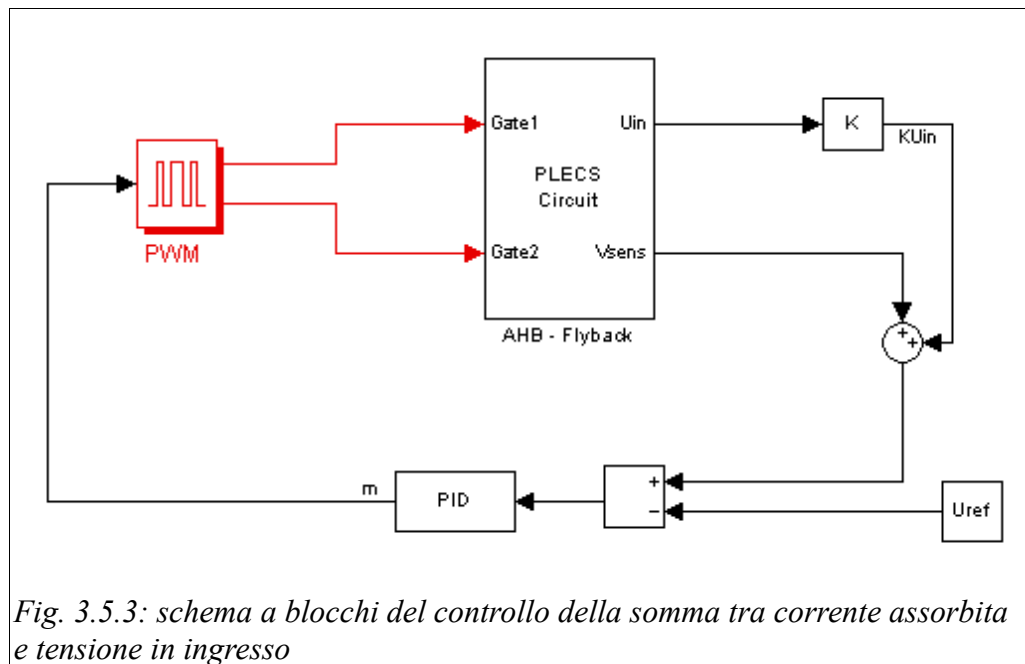 Gate1
Uin
K
KUin
PLECS
Circuit
PWM
Gate2
Vsens
AHB - Flyback
+
+
m
PID
+
−
Uref
Fig. 3.5.3: schema a blocchi del controllo della somma tra corrente assorbita
e tensione in ingresso